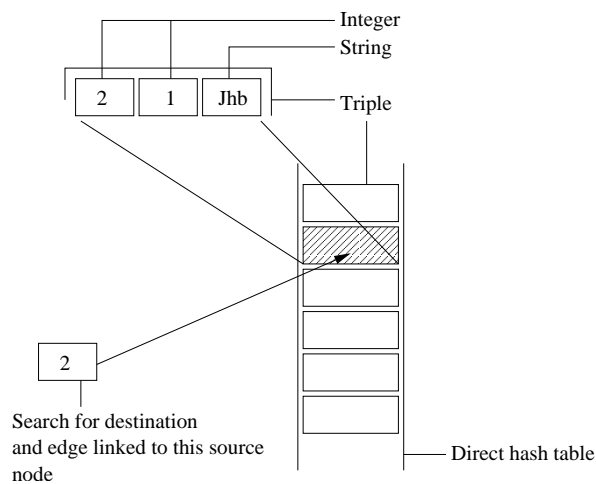 Integer
String
2 1 Jhb
Triple
2
Search for destination
and edge linked to this source
node
Direct hash table